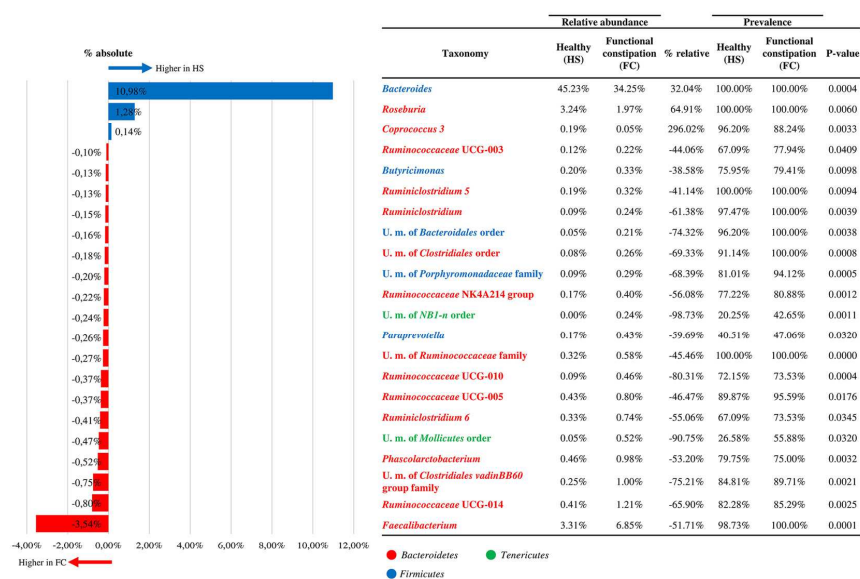 Relative abundance Prevalence
Taxonomy Healthy (HS) Functional constipation (FC) % relative Healthy (HS) Functional constipation (FC) P-value
% absolute
Higher in HS
10,98% Bacteroides 45.23% 34.25% 32.04% 100.00% 100.00% 0.0004
1,28% Roseburia 3.24% 1.97% 64.91% 100.00% 100.00% 0.0060
0,14% Coprococcus 3 0.19% 0.05% 296.02% 96.20% 88.24% 0.0033
-0,10% Ruminococcaceae UCG-003 0.12% 0.22% -44.06% 67.09% 77.94% 0.0409
-0,13% Butyricimonas 0.20% 0.33% -38.58% 75.95% 79.41% 0.0098
-0,13% Ruminiclostridium 5 0.19% 0.32% -41.14% 100.00% 100.00% 0.0094
-0,15% Ruminiclostridium 0.09% 0.24% -61.38% 97.47% 100.00% 0.0039
-0,16% U. m. of Bacteroidales order 0.05% 0.21% -74.32% 96.20% 100.00% 0.0038
-0,18% U. m. of Clostridiales order 0.08% 0.26% -69.33% 91.14% 100.00% 0.0008
-0,20% U. m. of Porphyromonadaceae family 0.09% 0.29% -68.39% 81.01% 94.12% 0.0005
-0,22% Ruminococcaceae NK4A214 group 0.17% 0.40% -56.08% 77.22% 80.88% 0.0012
-0,24% U. m. of NB1-n order 0.00% 0.24% -98.73% 20.25% 42.65% 0.0011
-0,26% Paraprevotella 0.17% 0.43% -59.69% 40.51% 47.06% 0.0320
-0,27% U. m. of Ruminococcaceae family 0.32% 0.58% -45.46% 100.00% 100.00% 0.0000
-0,37% Ruminococcaceae UCG-010 0.09% 0.46% -80.31% 72.15% 73.53% 0.0004
-0,37% Ruminococcaceae UCG-005 0.43% 0.80% -46.47% 89.87% 95.59% 0.0176
-0,41% Ruminiclostridium 6 0.33% 0.74% -55.06% 67.09% 73.53% 0.0345
-0,47% U. m. of Mollicutes order 0.05% 0.52% -90.75% 26.58% 55.88% 0.0320
-0,52% Phascolarctobacterium 0.46% 0.98% -53.20% 79.75% 75.00% 0.0032
-0,75% U. m. of Clostridiales vadinBB60 group family 0.25% 1.00% -75.21% 84.81% 89.71% 0.0021
-0,80% Ruminococcaceae UCG-014 0.41% 1.21% -65.90% 82.28% 85.29% 0.0025
-3,54% Faecalibacterium 3.31% 6.85% -51.71% 98.73% 100.00% 0.0001
-4,00% -2,00% 0,00% 2,00% 4,00% 6,00% 8,00% 10,00% 12,00%
Higher in FC
Bacteroidetes Tenericutes
Firmicutes